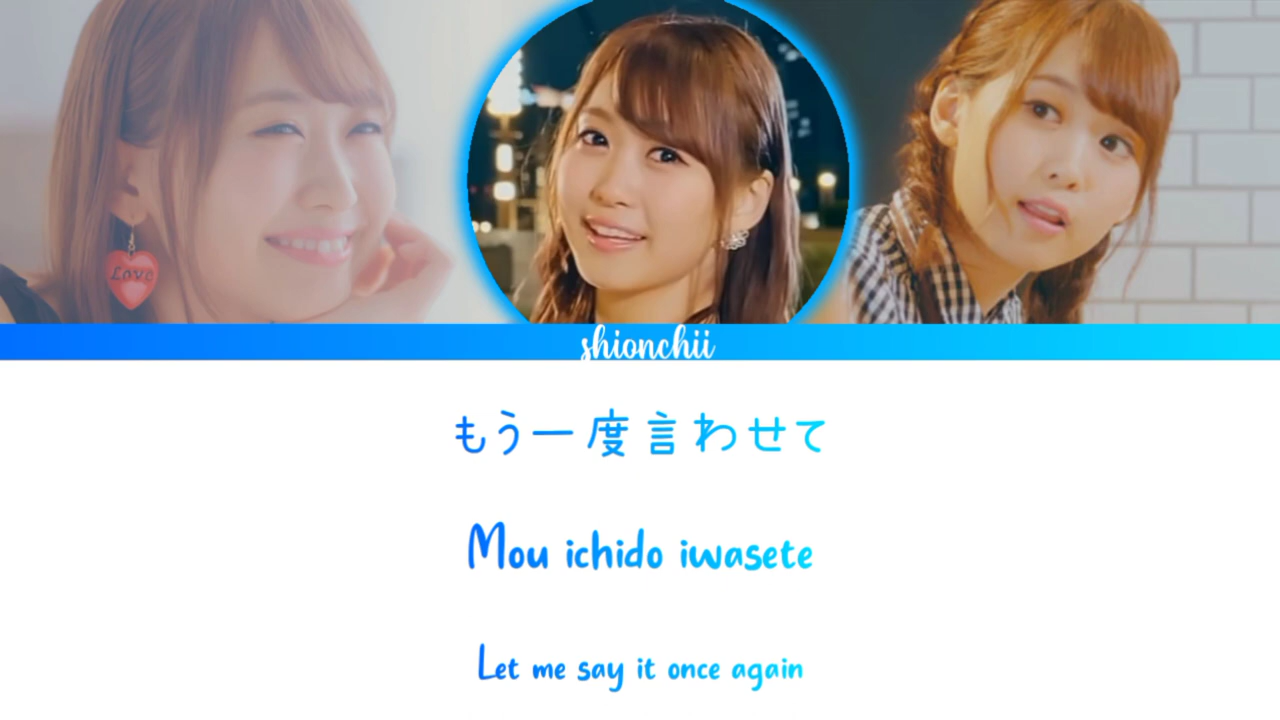 Love
shionchii
もう一度言わせて
Mou ichido iwasete
Let me say it once again